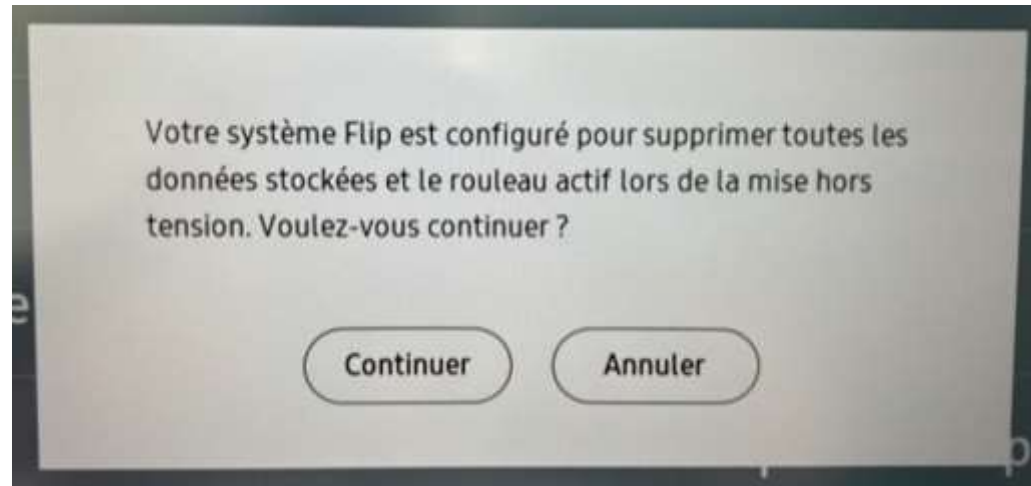 Votre système Flip est configuré pour supprimer toutes les
données stockées et le rouleau actif lors de la mise hors
tension. Voulez-vous continuer ?
e
Continuer
Annuler
p